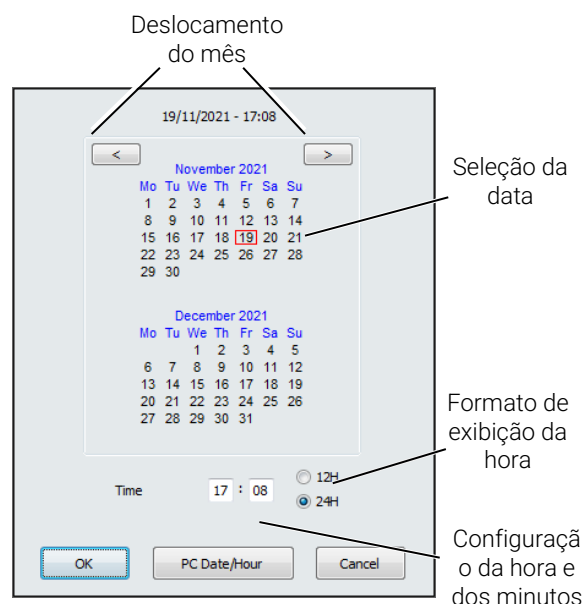 Deslocamento
do mês
19/11/2021 - 17:08
< >
November 2021
Mo Tu We Th Fr Sa Su
1 2 3 4 5 6 7
8 9 10 11 12 13 14
15 16 17 18 19 20 21
22 23 24 25 26 27 28
29 30
Seleção da
data
December 2021
Mo Tu We Th Fr Sa Su
1 2 3 4 5
6 7 8 9 10 11 12
13 14 15 16 17 18 19
20 21 22 23 24 25 26
27 28 29 30 31
Formato de
exibição da
hora
Time 17 : 08
12H
24H
Configuraçã
o da hora e
dos minutos
OK PC Date/Hour Cancel